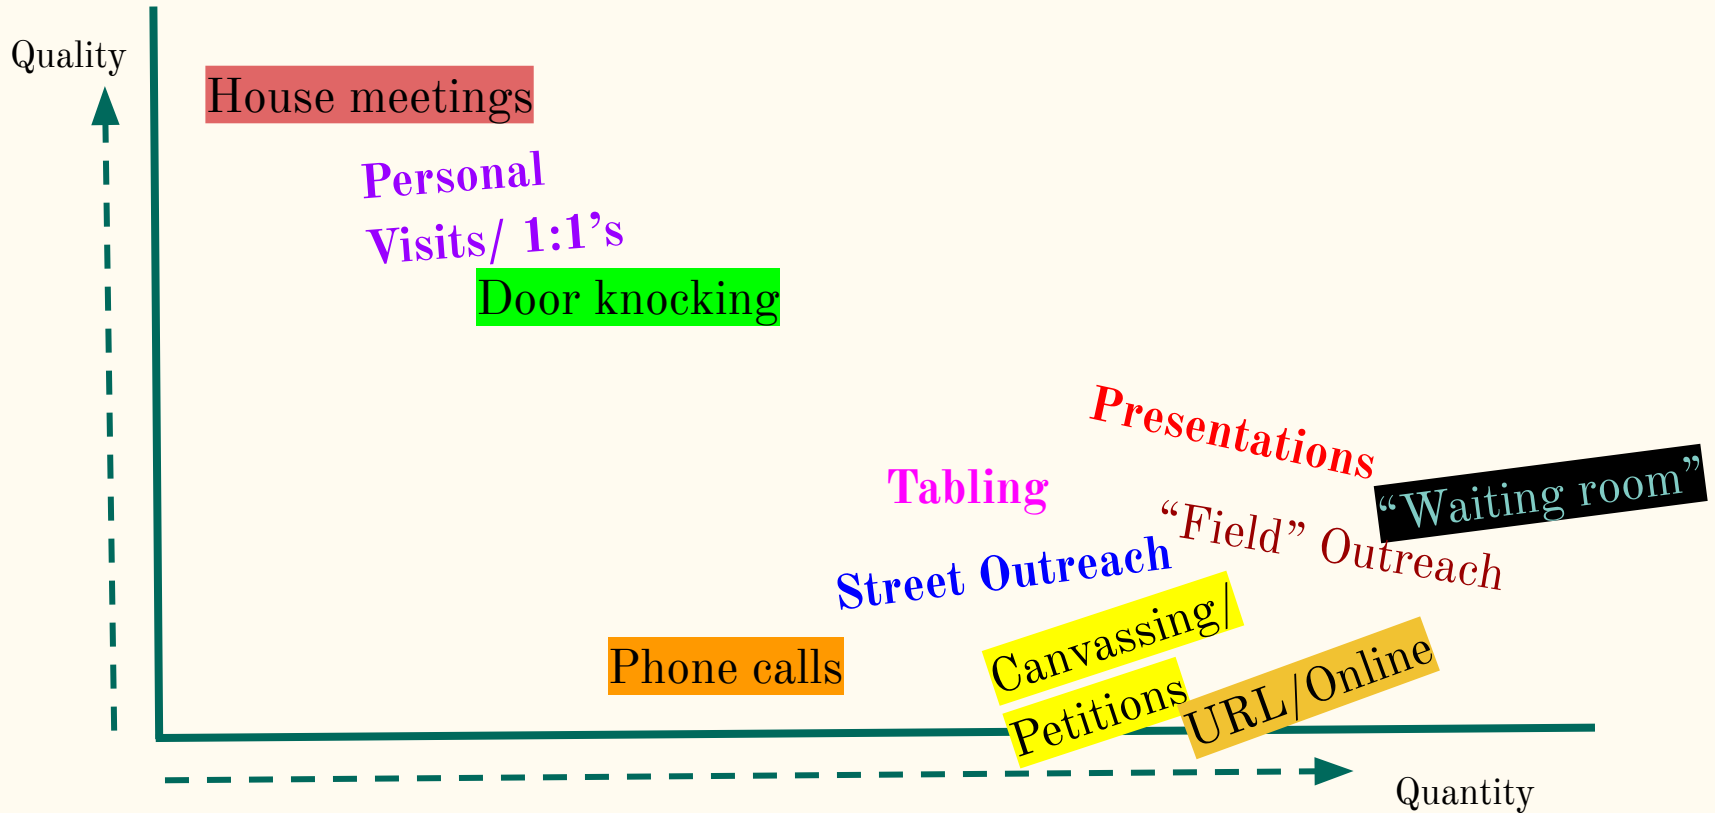 Quality
House meetings
Personal
Visits/ 1:1’s
Door knocking
Presentations
“Waiting room”
Tabling
“Field” Outreach
Street Outreach
Canvassing/
Petitions
URL/Online
Phone calls
Quantity